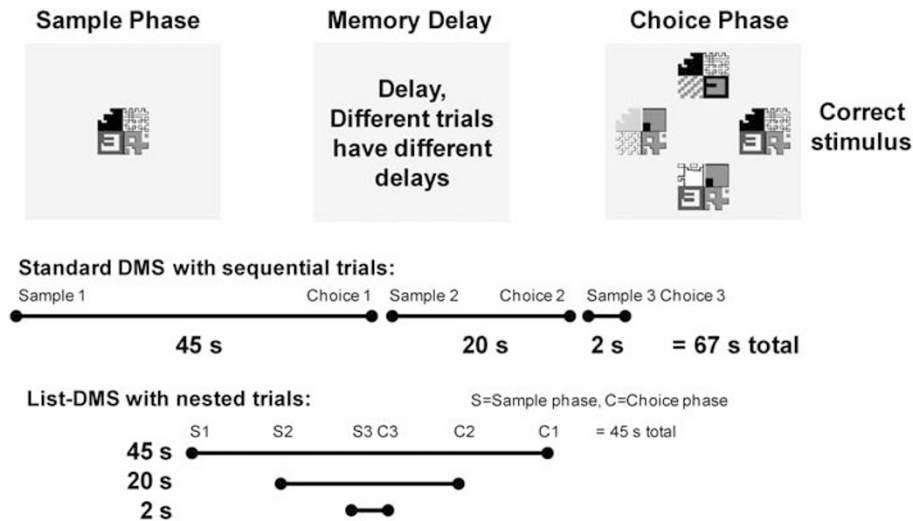 Sample Phase
Memory Delay
Choice Phase
Delay,
Different trials
have different
delays
Correct
stimulus
Standard DMS with sequential trials:
Sample 1 Choice 1 Sample 2 Choice 2 Sample 3 Choice 3
45 s 20 s 2 s = 67 s total
List-DMS with nested trials: S=Sample phase, C=Choice phase
S1 S2 S3 C3 C2 C1 = 45 s total
45 s
20 s
2 s